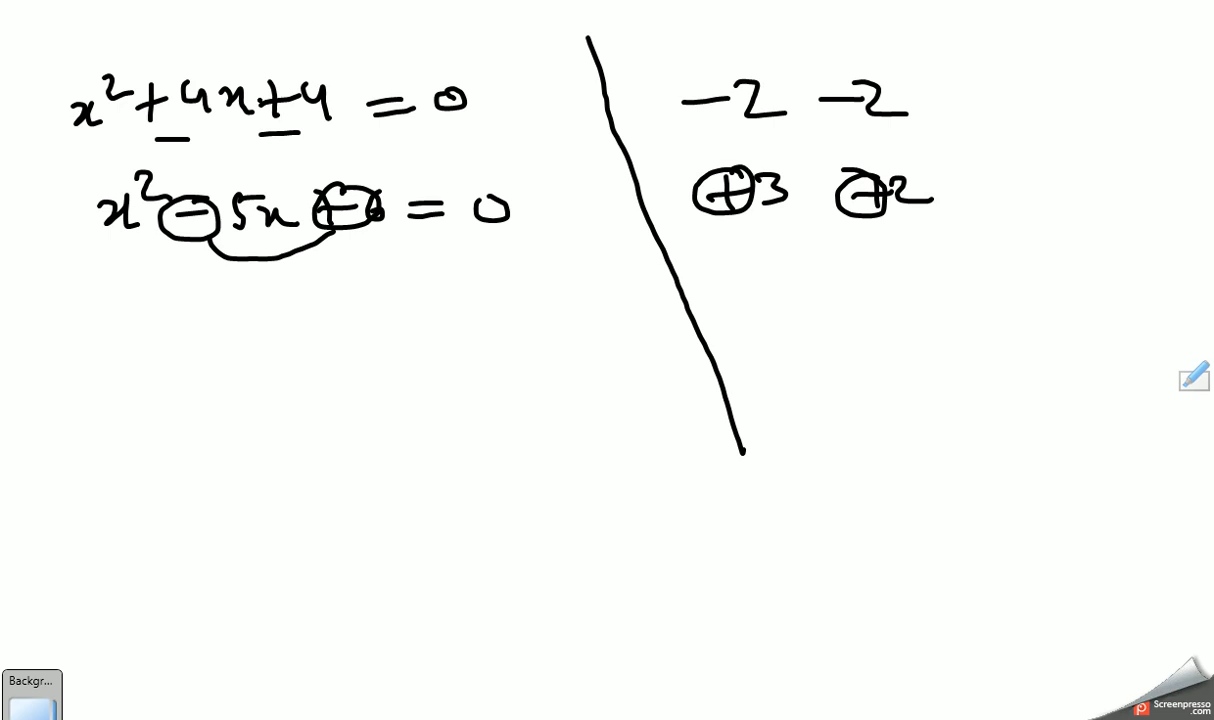 x²+4x+4 = 0
-2 -2
x²-5x+6 = 0
+3 +2
Backgr...
Screenpresso
.com